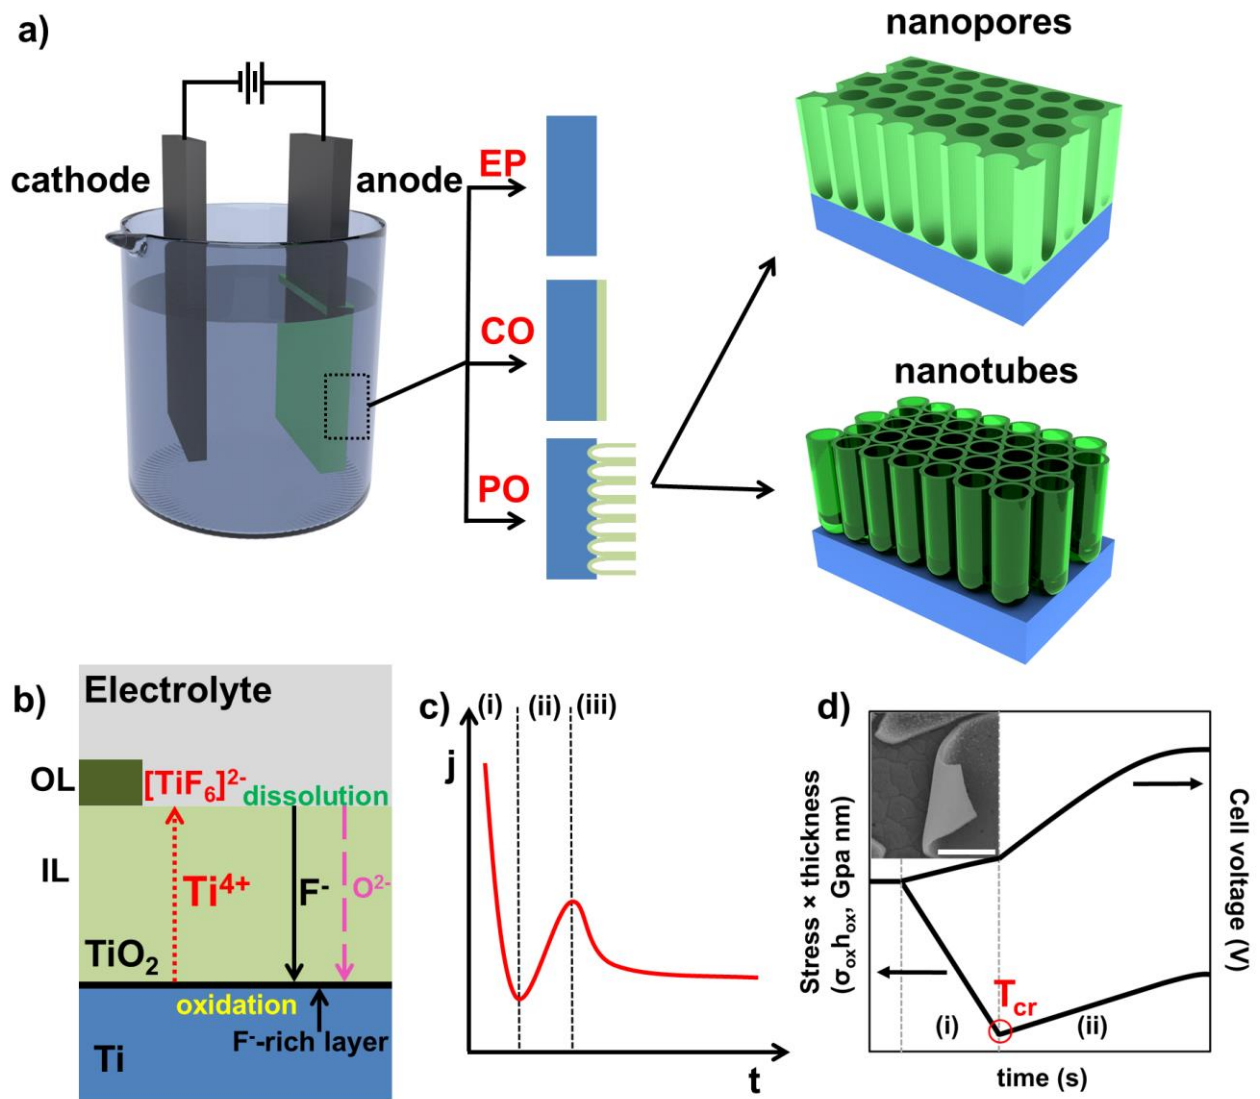 a)
nanopores
cathode
anode
EP
CO
PO
nanotubes
b)
Electrolyte
OL
[TiF6]2-
dissolution
IL
Ti4+
F-
O2-
TiO2
oxidation
F--rich layer
Ti
c)
(i)
(ii)
(iii)
j
t
d)
Stress × thickness
(σoxhox, Gpa nm)
Cell voltage
(V)
Tcr
(i)
(ii)
time (s)